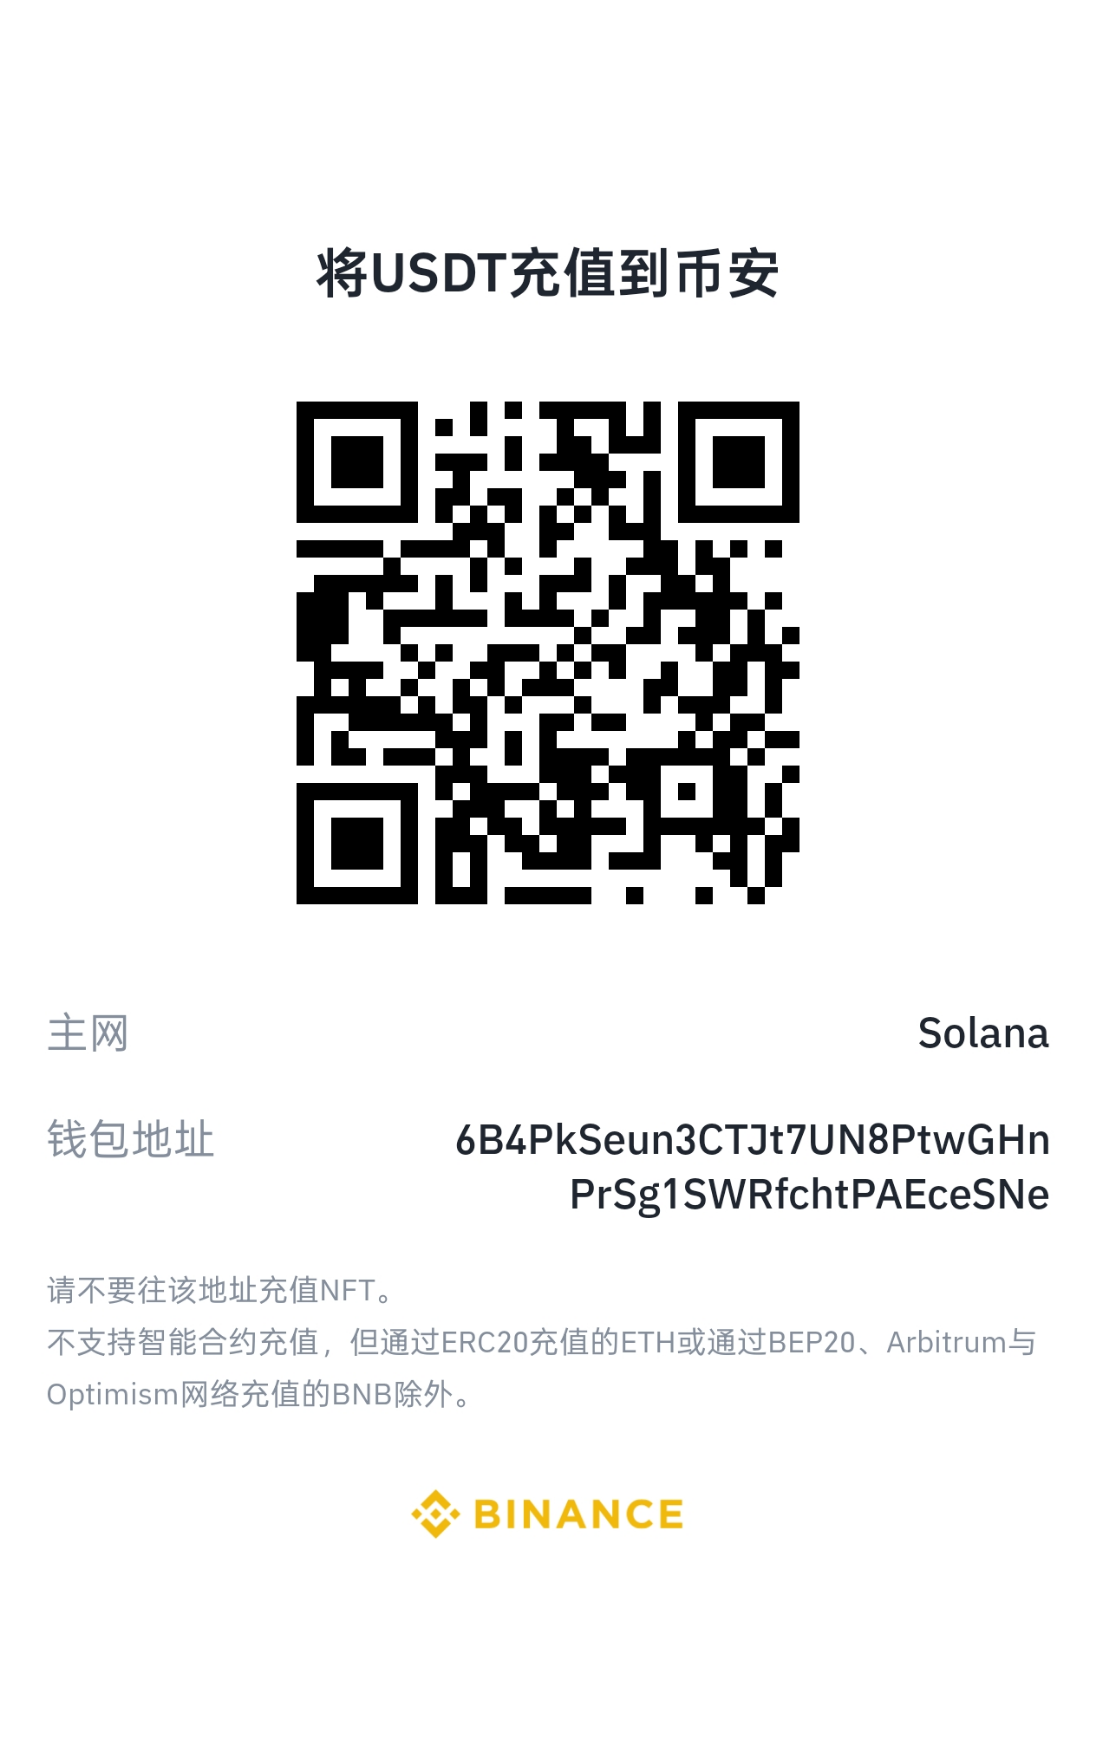 将USDT充值到币安
主网 Solana
钱包地址 6B4PkSeun3CTJt7UN8PtwGHn
PrSg1SWRfchtPAEceSNe
请不要往该地址充值NFT。
不支持智能合约充值，但通过ERC20充值的ETH或通过BEP20、Arbitrum与
Optimism网络充值的BNB除外。
BINANCE